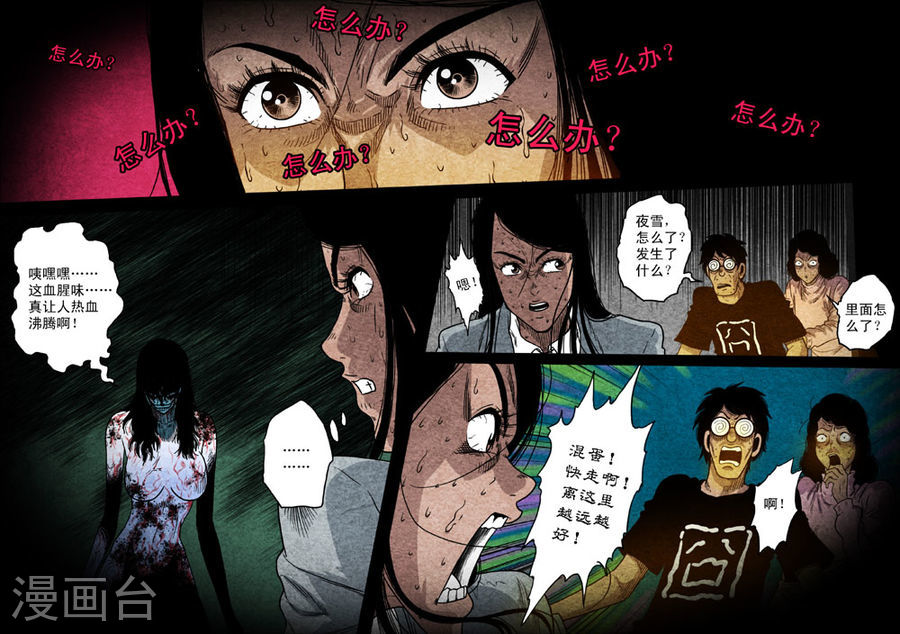 怎么办?
怎么办?
怎么办?
怎么办?
怎么办?
怎么办?
怎么办?
咦嘿嘿……
这血腥味……
真让人热血
沸腾啊!
嗯!
夜雪，
怎么了?
发生了
什么?
里面怎
么了?
……
……
混蛋!
快走啊!
离这里
越远越
好!
啊!
囧
囧
漫画台